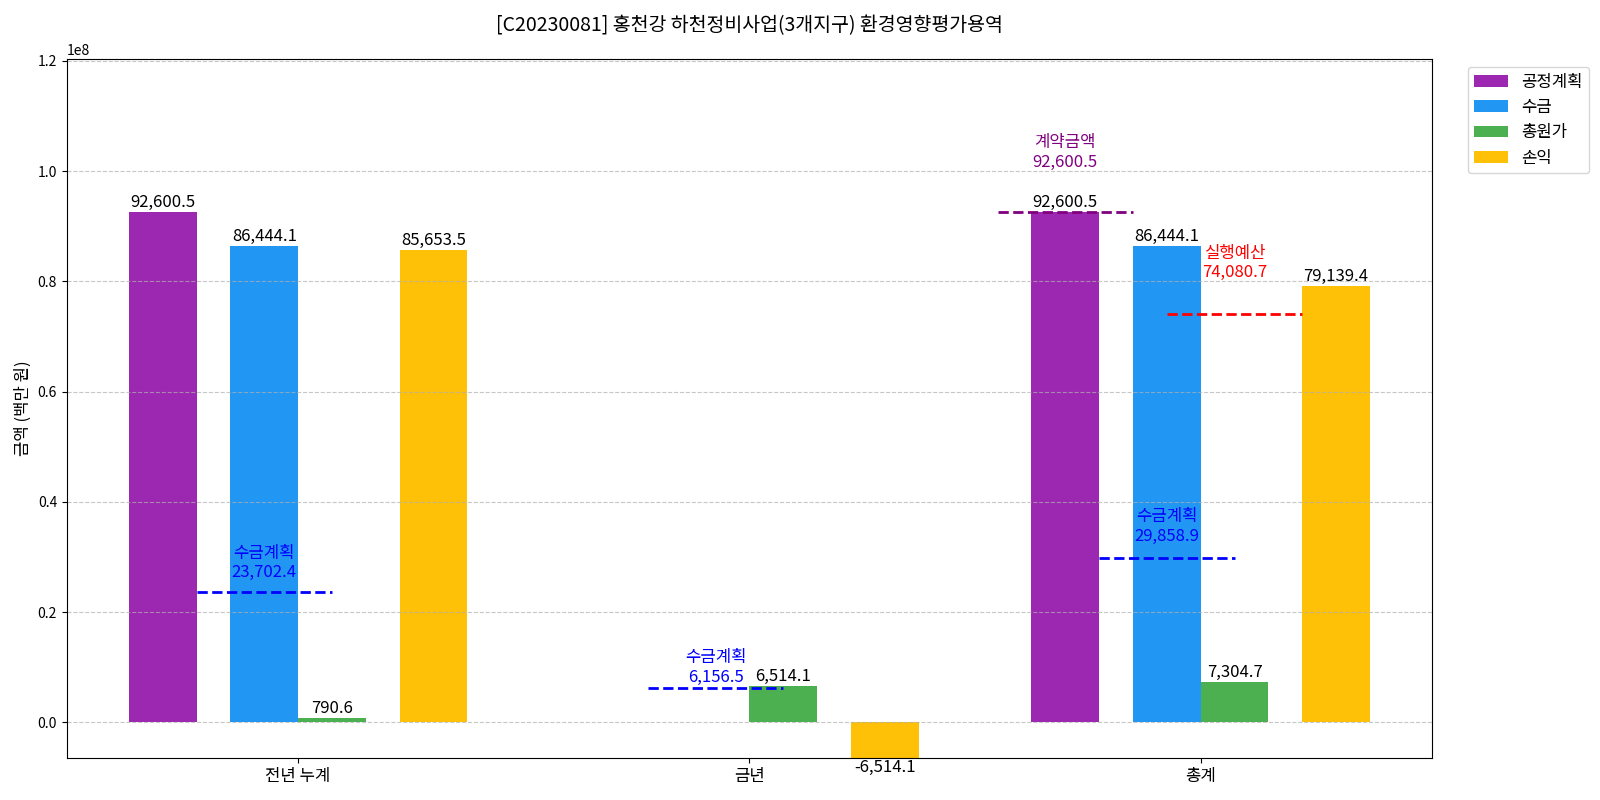 [C20230081] 홍천강 하천정비사업(3개지구) 환경영향평가용역
1e8
1.2
1.0
0.8
0.6
0.4
0.2
0.0
금액 (백만 원)
92,600.5
86,444.1
85,653.5
수금계획
23,702.4
790.6
수금계획
6,156.5
6,514.1
-6,514.1
계약금액
92,600.5
92,600.5
86,444.1
실행예산
74,080.7
79,139.4
수금계획
29,858.9
7,304.7
전년 누계
금년
총계
공정계획
수금
총원가
손익